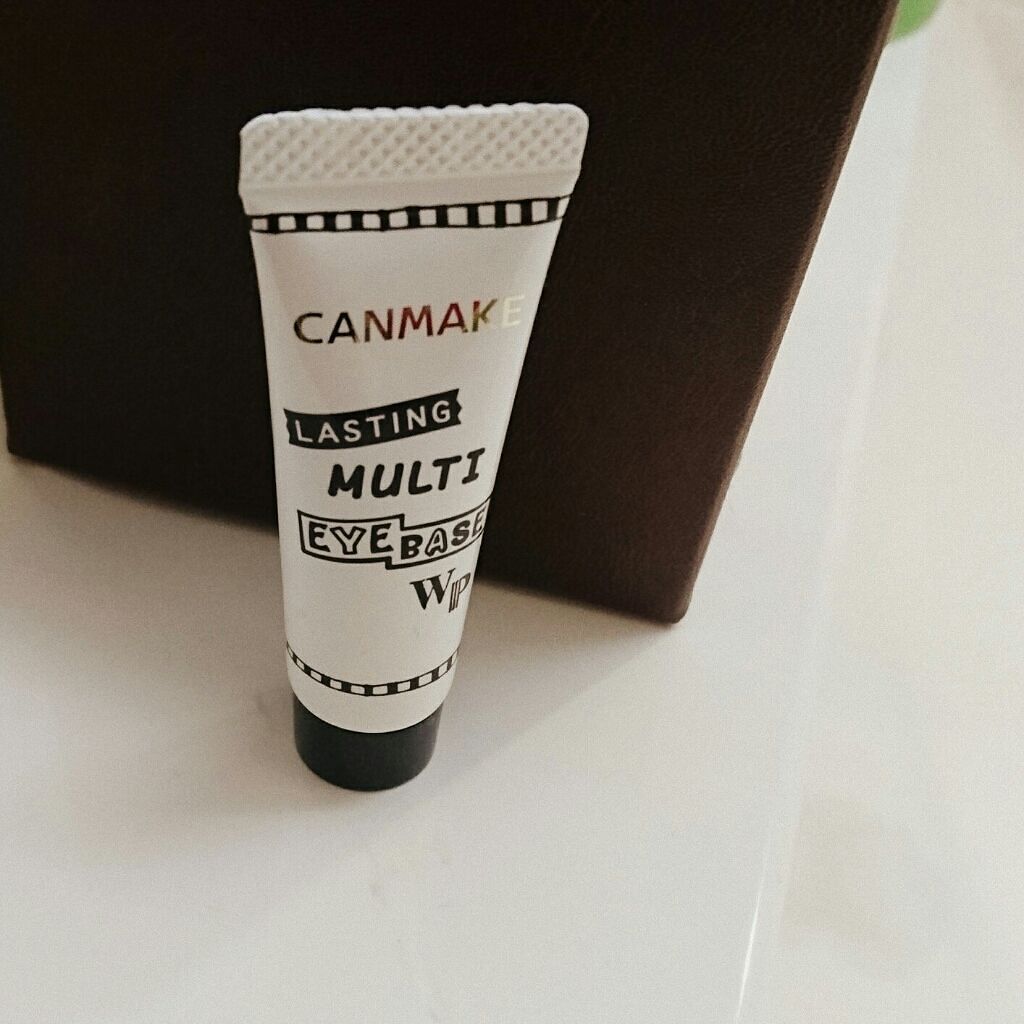 CANMAKE
LASTING
MULTI
EYE BASE
WP